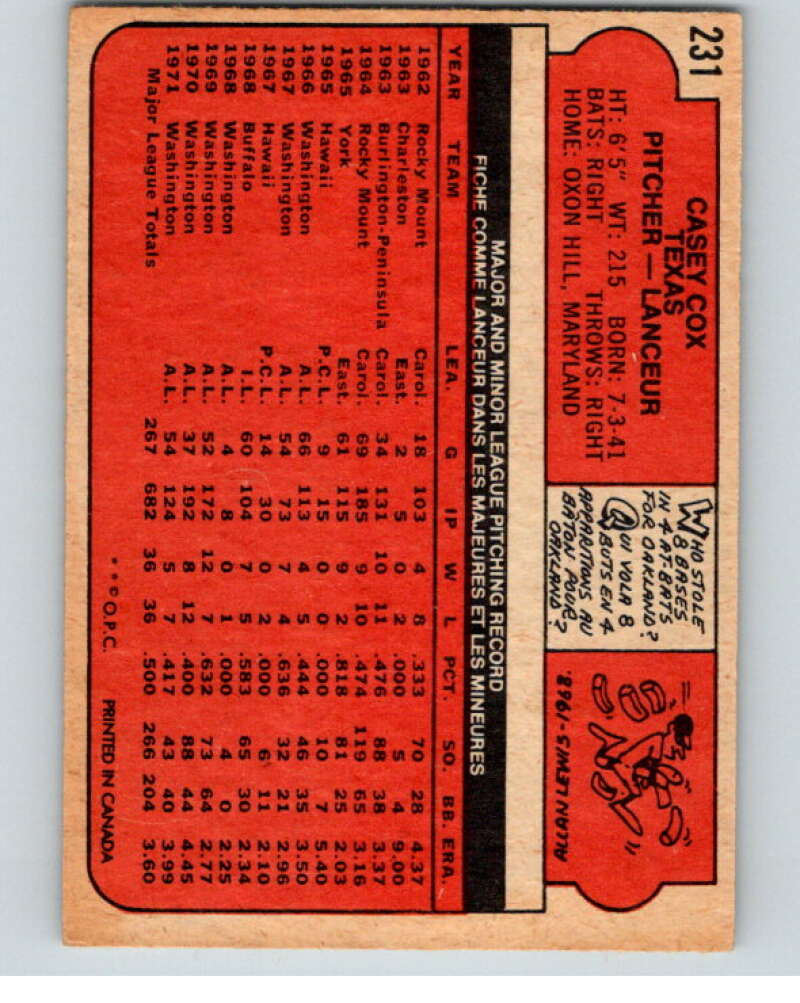 231
CASEY COX
TEXAS
PITCHER — LANCEUR
HT: 6' 5" WT: 215 BORN: 7-3-41
BATS: RIGHT THROWS: RIGHT
HOME: OXON HILL, MARYLAND
WHO STOLE
8 BASES
IN 4 AT-BATS
FOR OAKLAND?
QUI VOLA 8
BUTS EN 4
APPARITIONS AU
BATON POUR
OAKLAND?
ALLAN LEWIS-1968.
MAJOR AND MINOR LEAGUE PITCHING RECORD
FICHE COMME LANCEUR DANS LES MAJEURES ET LES MINEURES
YEAR TEAM LEA. G IP W L PCT. SO. BB. ERA.
1962 Rocky Mount Carol. 18 103 4 8 .333 70 28 4.37
1963 Charleston East. 2 5 0 2 .000 5 4 9.00
1963 Burlington-Peninsula Carol. 34 131 10 11 .476 88 38 3.37
1964 Rocky Mount Carol. 69 185 9 10 .474 119 65 3.16
1965 York East. 61 115 9 2 .818 81 25 2.03
1965 Hawaii P.C.L. 9 15 0 0 .000 10 7 5.40
1966 Washington A.L. 66 113 4 5 .444 46 35 3.50
1967 Washington A.L. 54 73 7 4 .636 32 21 2.96
1967 Hawaii P.C.L. 14 30 0 2 .000 6 11 2.10
1968 Buffalo I.L. 60 104 7 5 .583 65 30 2.34
1968 Washington A.L. 4 8 0 1 .000 4 0 2.25
1969 Washington A.L. 52 172 12 7 .632 73 64 2.77
1970 Washington A.L. 37 192 8 12 .400 88 44 4.45
1971 Washington A.L. 54 124 5 7 .417 43 40 3.99
Major League Totals 267 682 36 36 .500 266 204 3.60
* * © O.P.C. PRINTED IN CANADA